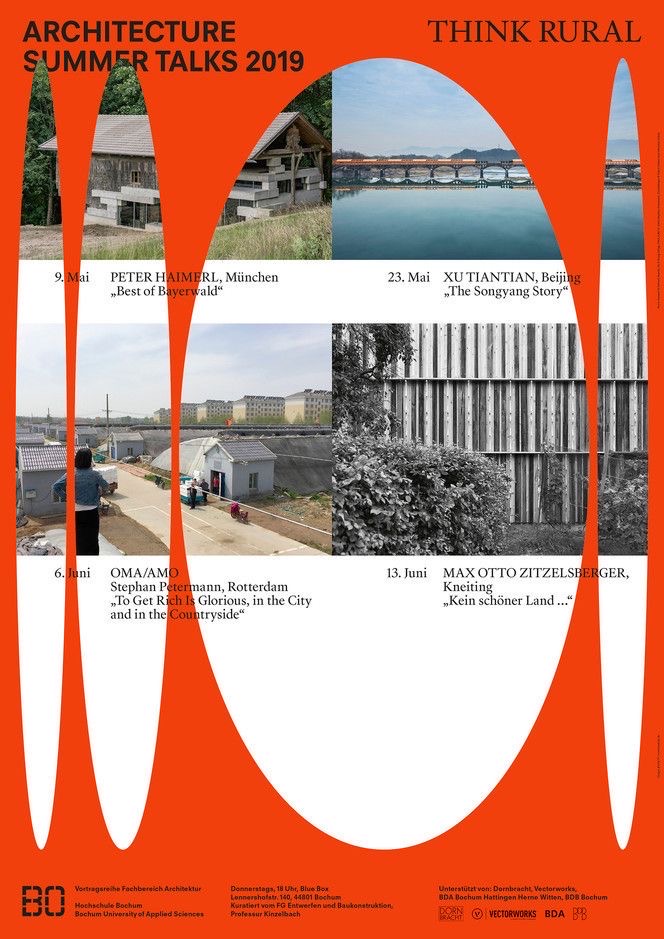 ARCHITECTURE
SUMMER TALKS 2019
THINK RURAL
9. Mai
PETER HAIMERL, München
„Best of Bayerwald“
23. Mai
XU TIANTIAN, Beijing
„The Songyang Story“
6. Juni
OMA/AMO
Stephan Petermann, Rotterdam
„To Get Rich Is Glorious, in the City
and in the Countryside“
13. Juni
MAX OTTO ZITZELSBERGER,
Kneiting
„Kein schöner Land ...“
BO
Vortragsreihe Fachbereich Architektur
Hochschule Bochum
Bochum University of Applied Sciences
Donnerstags, 18 Uhr, Blue Box
Lennershofstr. 140, 44801 Bochum
Kuratiert vom FG Entwerfen und Baukonstruktion,
Professur Kinzelbach
Unterstützt von: Dornbracht, Vectorworks,
BDA Bochum Hattingen Herne Witten, BDB Bochum
DORN
BRACHT
VECTORWORKS
BDA